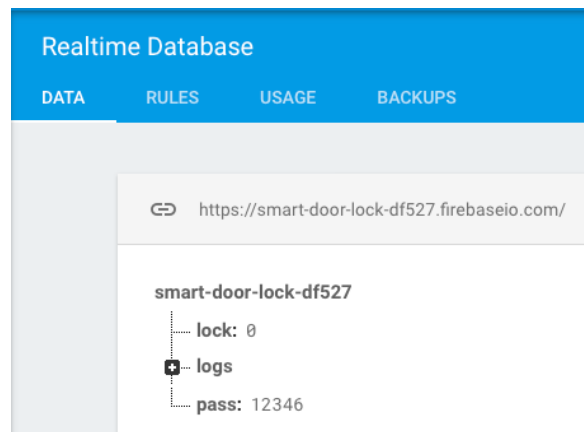 Realtime Database
DATA RULES USAGE BACKUPS
https://smart-door-lock-df527.firebaseio.com/
smart-door-lock-df527
lock: 0
logs
pass: 12346